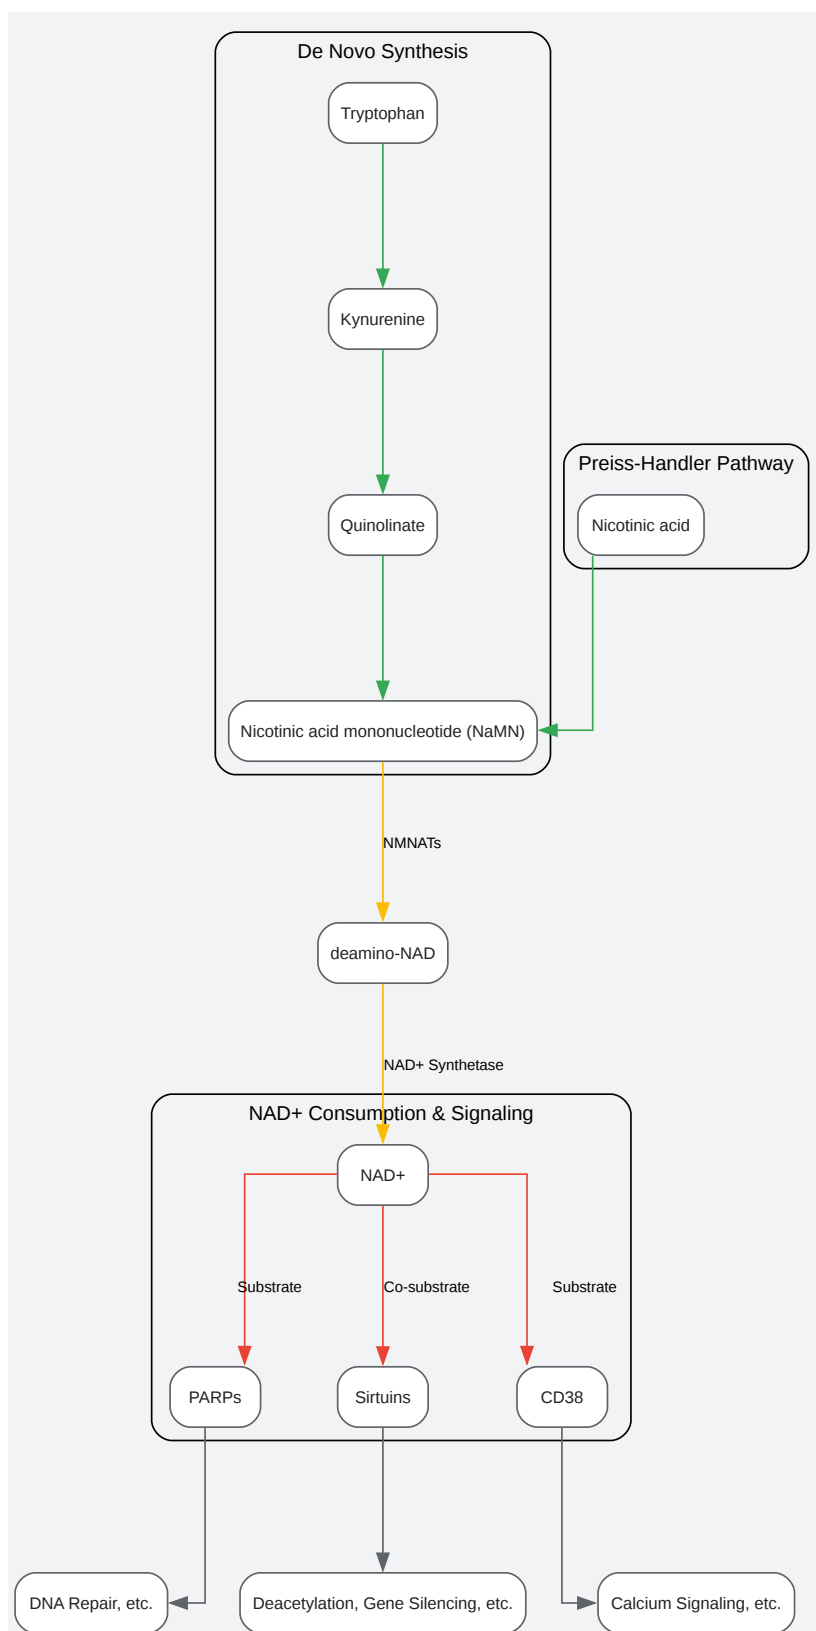 De Novo Synthesis
Tryptophan
Kynurenine
Preiss-Handler Pathway
Quinolinate
Nicotinic acid
Nicotinic acid mononucleotide (NaMN)
NMNATs
deamino-NAD
NAD+ Synthetase
NAD+ Consumption & Signaling
NAD+
Substrate
Co-substrate
Substrate
PARPs
Sirtuins
CD38
DNA Repair, etc.
Deacetylation, Gene Silencing, etc.
Calcium Signaling, etc.